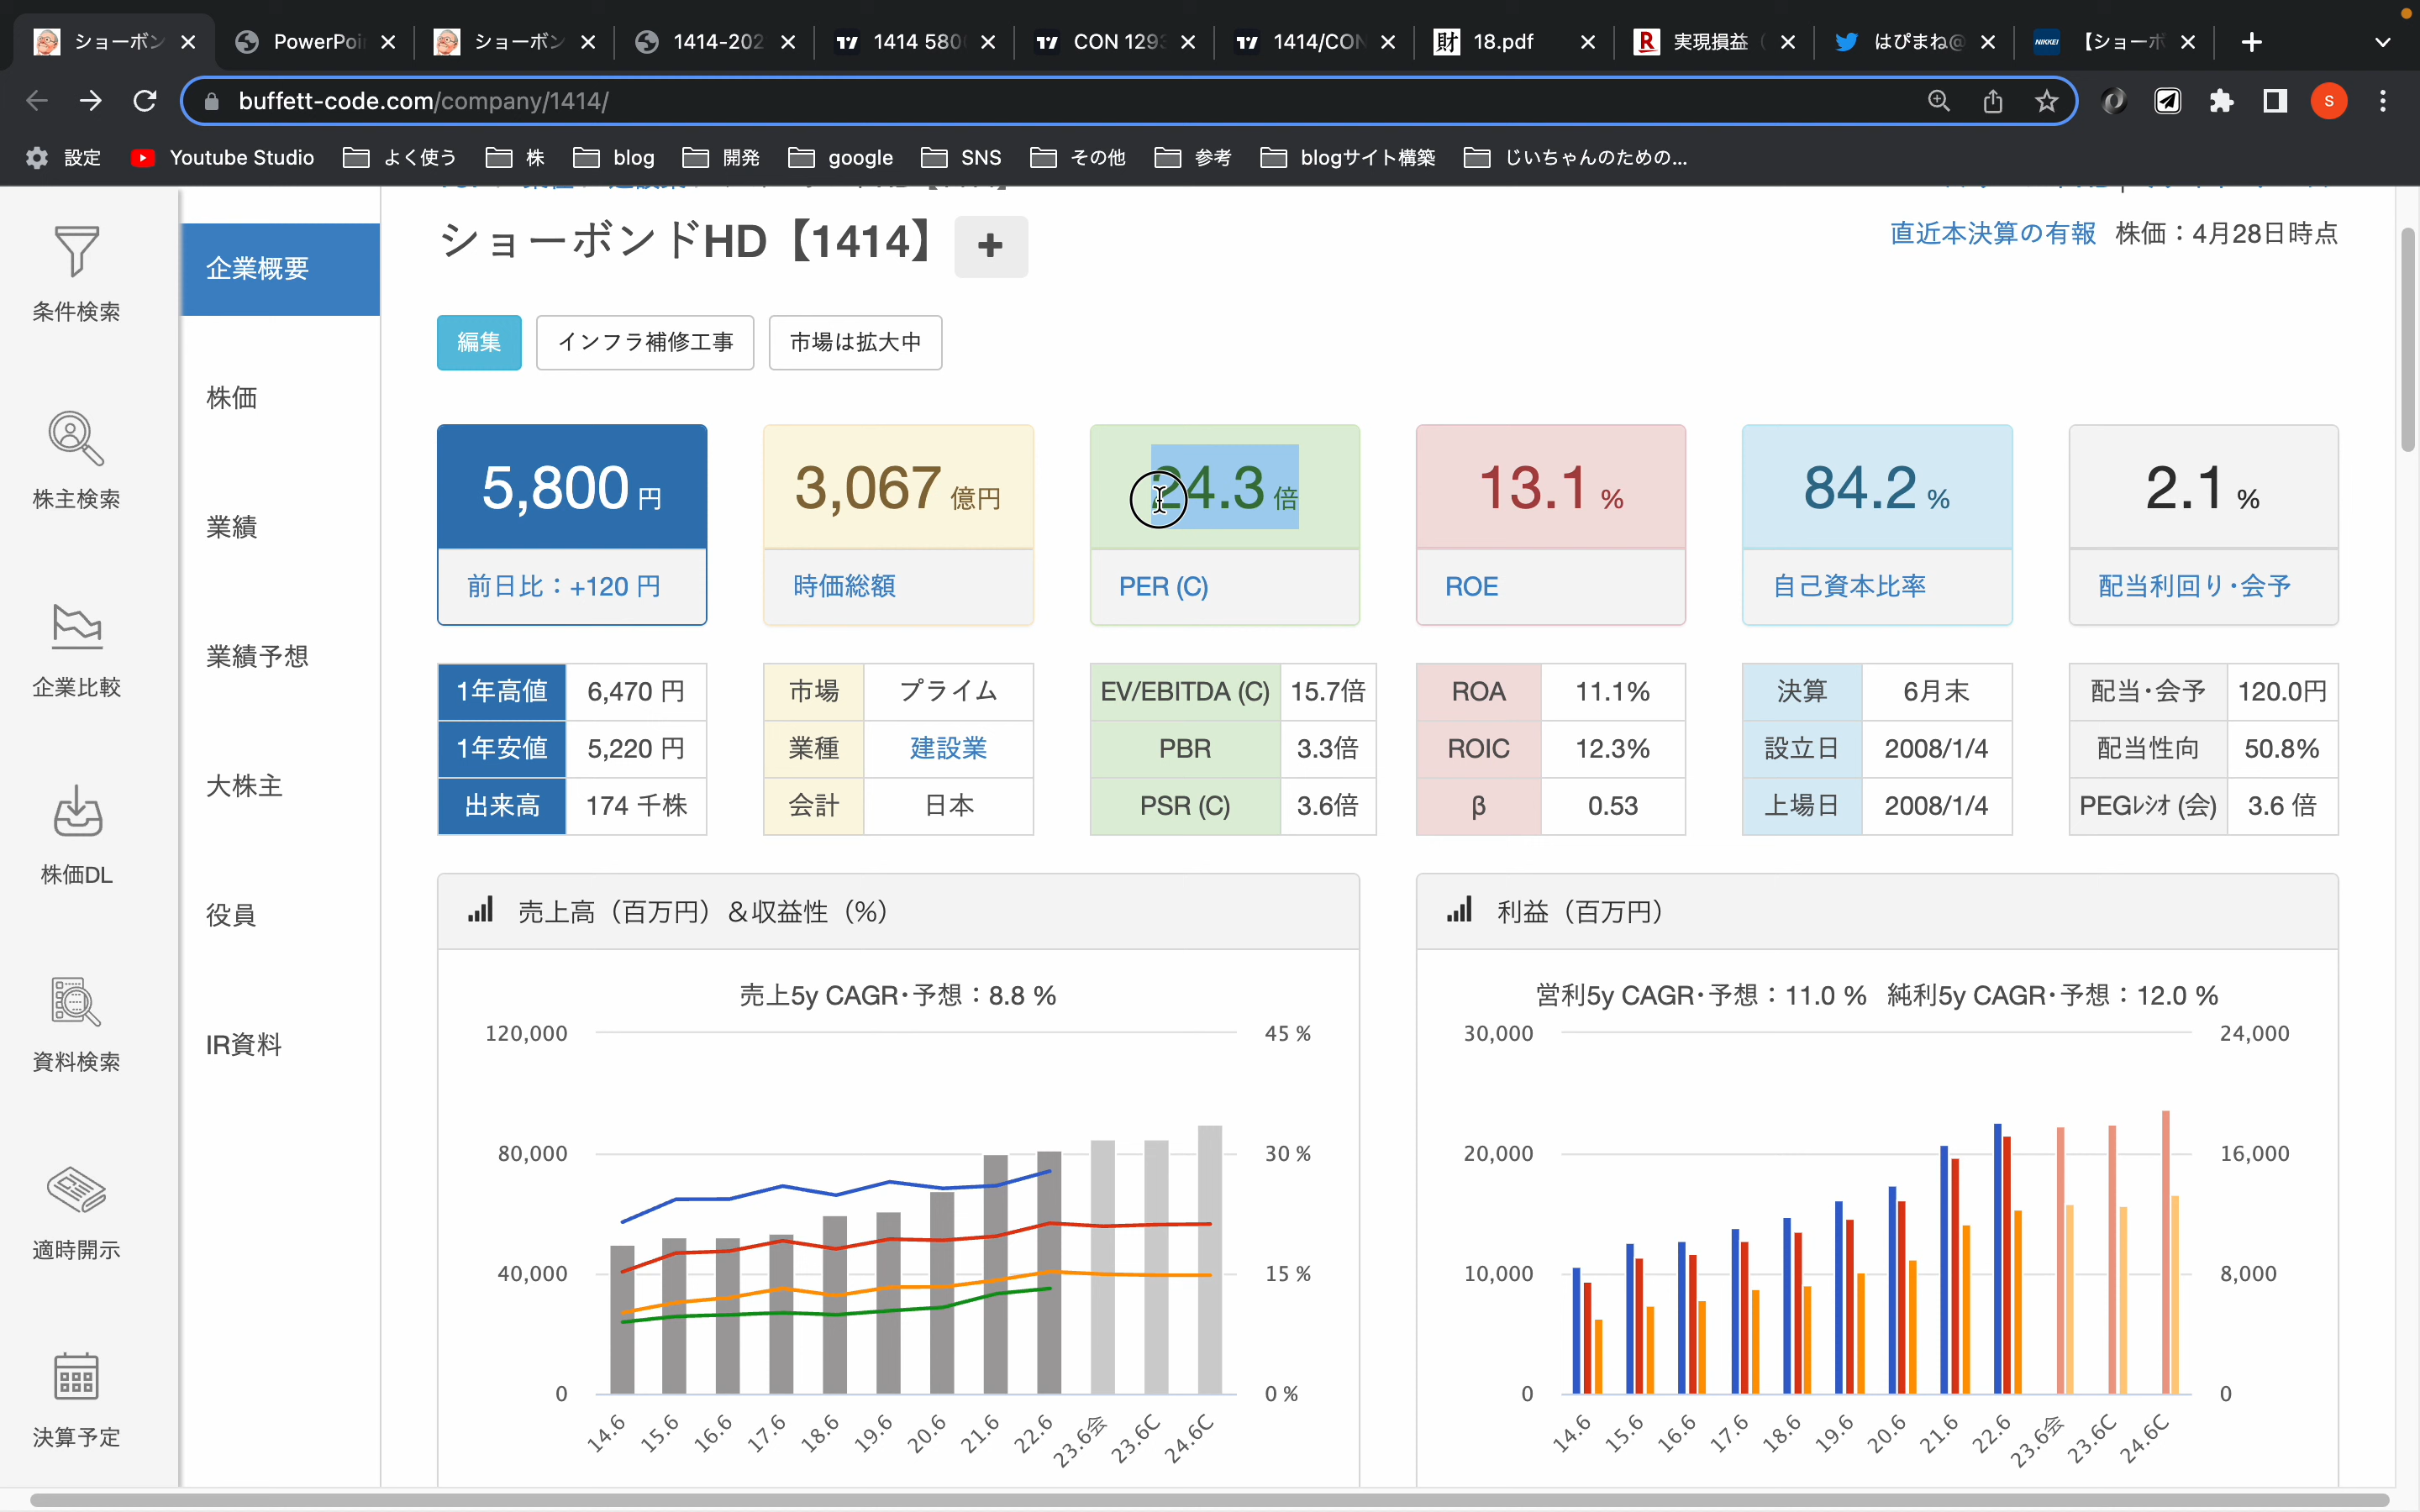 ショーボン
PowerPoi
ショーボン
1414-202
1414 580
CON 1293
1414/CON
18.pdf
実現損益（
はぴまね@
NIKKEI
【ショーボ
buffett-code.com/company/1414/
S
設定
Youtube Studio
よく使う
株
blog
開発
google
SNS
その他
参考
blogサイト構築
じいちゃんのための...
条件検索
株主検索
企業比較
株価DL
資料検索
適時開示
決算予定
企業概要
株価
業績
業績予想
大株主
役員
IR資料
ショーボンドHD【1414】
直近本決算の有報 株価：4月28日時点
編集
インフラ補修工事
市場は拡大中
5,800 円
前日比：+120 円
3,067 億円
時価総額
24.3 倍
PER (C)
13.1 %
ROE
84.2 %
自己資本比率
2.1 %
配当利回り･会予
1年高値 6,470 円
1年安値 5,220 円
出来高 174 千株
市場 プライム
業種 建設業
会計 日本
EV/EBITDA (C) 15.7倍
PBR 3.3倍
PSR (C) 3.6倍
ROA 11.1%
ROIC 12.3%
β 0.53
決算 6月末
設立日 2008/1/4
上場日 2008/1/4
配当･会予 120.0円
配当性向 50.8%
PEGﾚｼｵ (会) 3.6 倍
売上高（百万円）＆収益性（%）
売上5y CAGR･予想：8.8 %
120,000
80,000
40,000
0
45 %
30 %
15 %
0 %
14.6
15.6
16.6
17.6
18.6
19.6
20.6
21.6
22.6
23.6会
23.6C
24.6C
利益（百万円）
営利5y CAGR･予想：11.0 % 純利5y CAGR･予想：12.0 %
30,000
20,000
10,000
0
24,000
16,000
8,000
0
14.6
15.6
16.6
17.6
18.6
19.6
20.6
21.6
22.6
23.6会
23.6C
24.6C